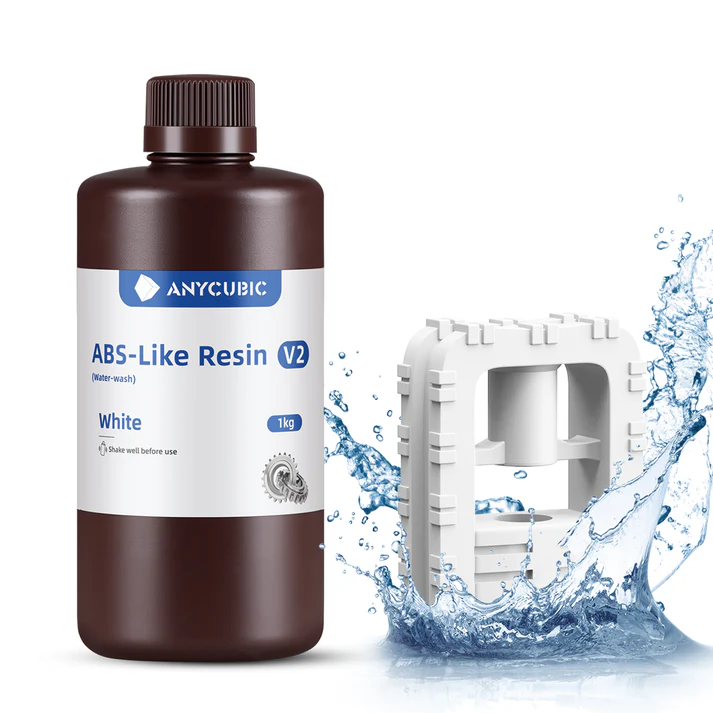 ANYCUBIC
ABS-Like Resin V2
(Water-wash)
White
1kg
Shake well before use